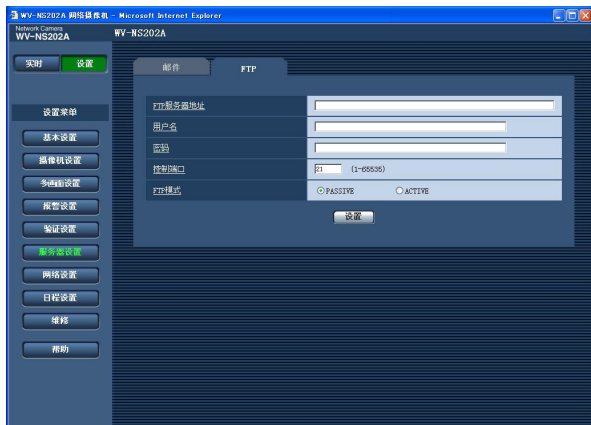 WV-NS202A 网络摄像机 - Microsoft Internet Explorer
Network Camera
WV-NS202A
WV-NS202A
实时
设置
邮件
FTP
设置菜单
基本设置
摄像机设置
多画面设置
报警设置
验证设置
服务器设置
网络设置
日程设置
维修
帮助
FTP服务器地址
用户名
密码
控制端口
21 (1-65535)
FTP模式
PASSIVE
ACTIVE
设置